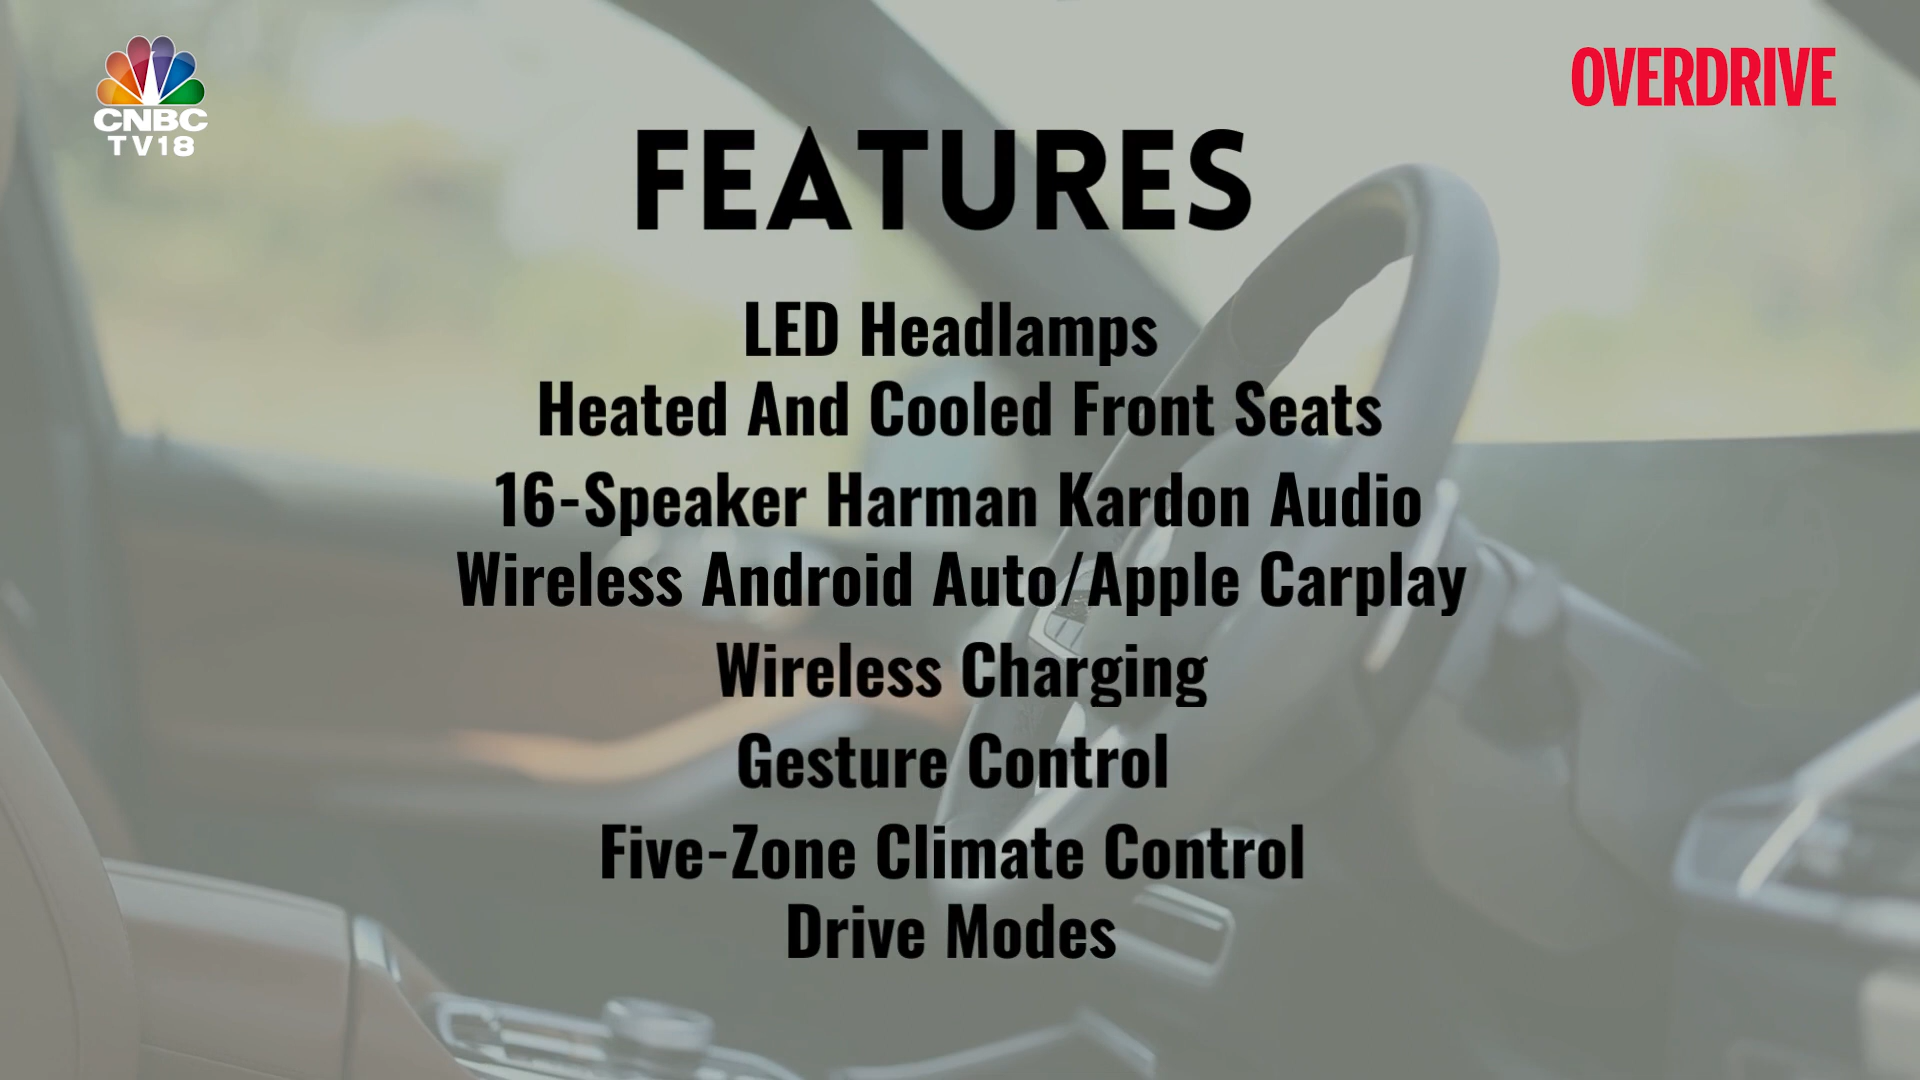 CNBC
TV18
OVERDRIVE
FEATURES
LED Headlamps
Heated And Cooled Front Seats
16-Speaker Harman Kardon Audio
Wireless Android Auto/Apple Carplay
Wireless Charging
Gesture Control
Five-Zone Climate Control
Drive Modes